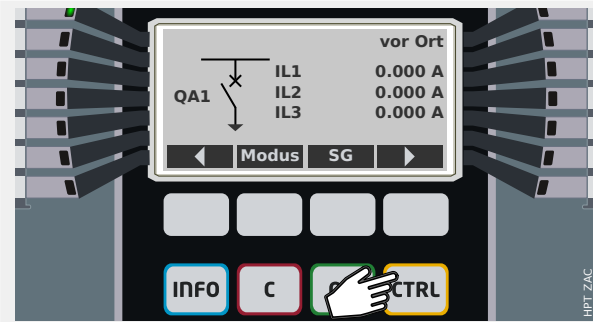 vor Ort
IL1 0.000 A
QA1 IL2 0.000 A
IL3 0.000 A
Modus SG
INFO C CTRL
HPT ZAC